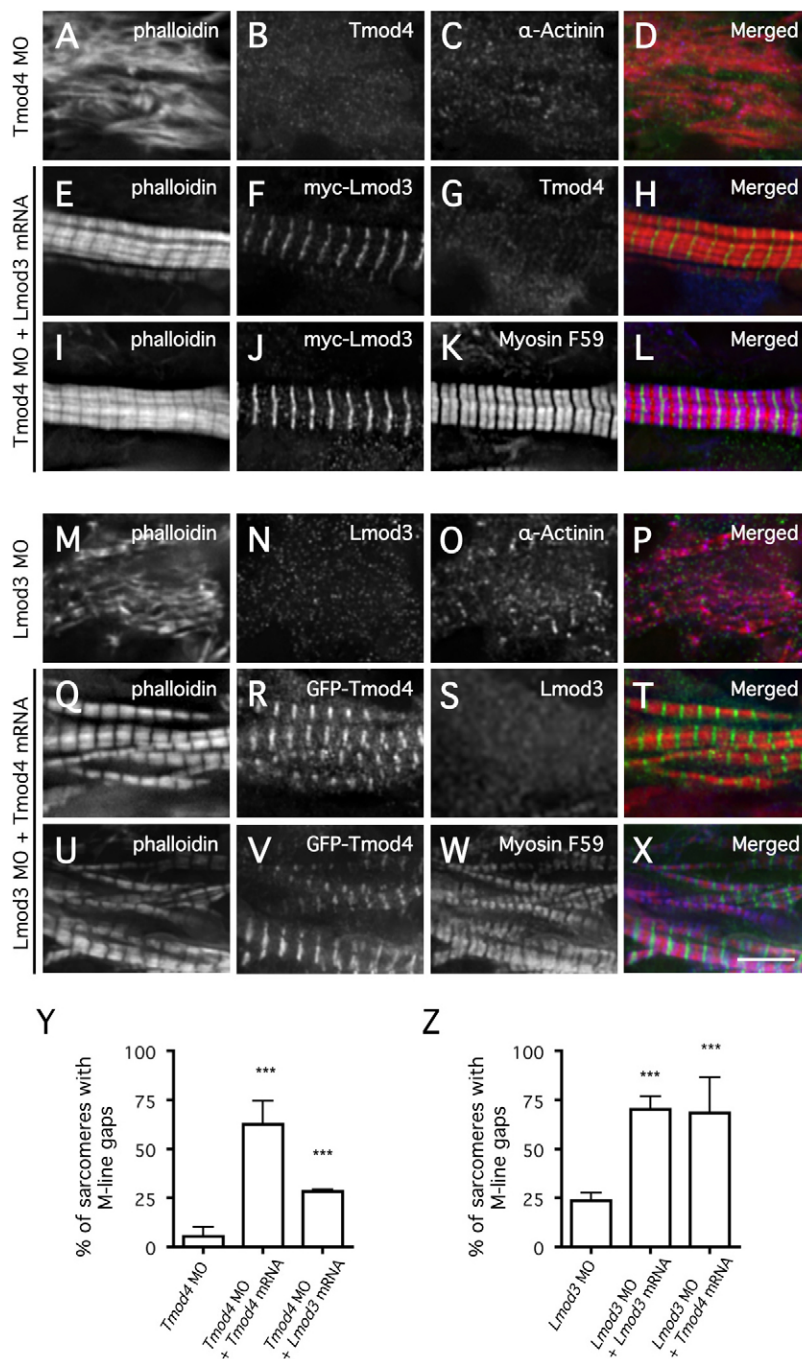 Tmod4 MO
A phalloidin
B Tmod4
C α-Actinin
D Merged
Tmod4 MO + Lmod3 mRNA
E phalloidin
F myc-Lmod3
G Tmod4
H Merged
I phalloidin
J myc-Lmod3
K Myosin F59
L Merged
Lmod3 MO
M phalloidin
N Lmod3
O α-Actinin
P Merged
Lmod3 MO + Tmod4 mRNA
Q phalloidin
R GFP-Tmod4
S Lmod3
T Merged
U phalloidin
V GFP-Tmod4
W Myosin F59
X Merged
Y
% of sarcomeres with
M-line gaps
100
75
50
25
0
***
***
Tmod4 MO
Tmod4 MO
+ Tmod4 mRNA
Tmod4 MO
+ Lmod3 mRNA
Z
% of sarcomeres with
M-line gaps
100
75
50
25
0
***
***
Lmod3 MO
Lmod3 MO
+ Lmod3 mRNA
Lmod3 MO
+ Tmod4 mRNA